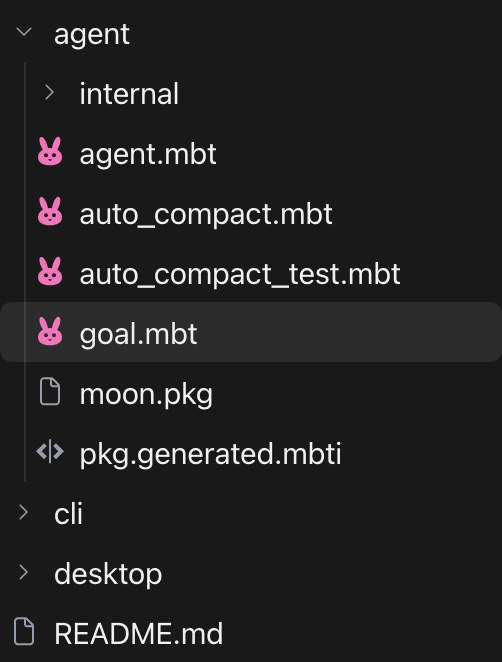 agent
internal
agent.mbt
auto_compact.mbt
auto_compact_test.mbt
goal.mbt
moon.pkg
pkg.generated.mbti
cli
desktop
README.md